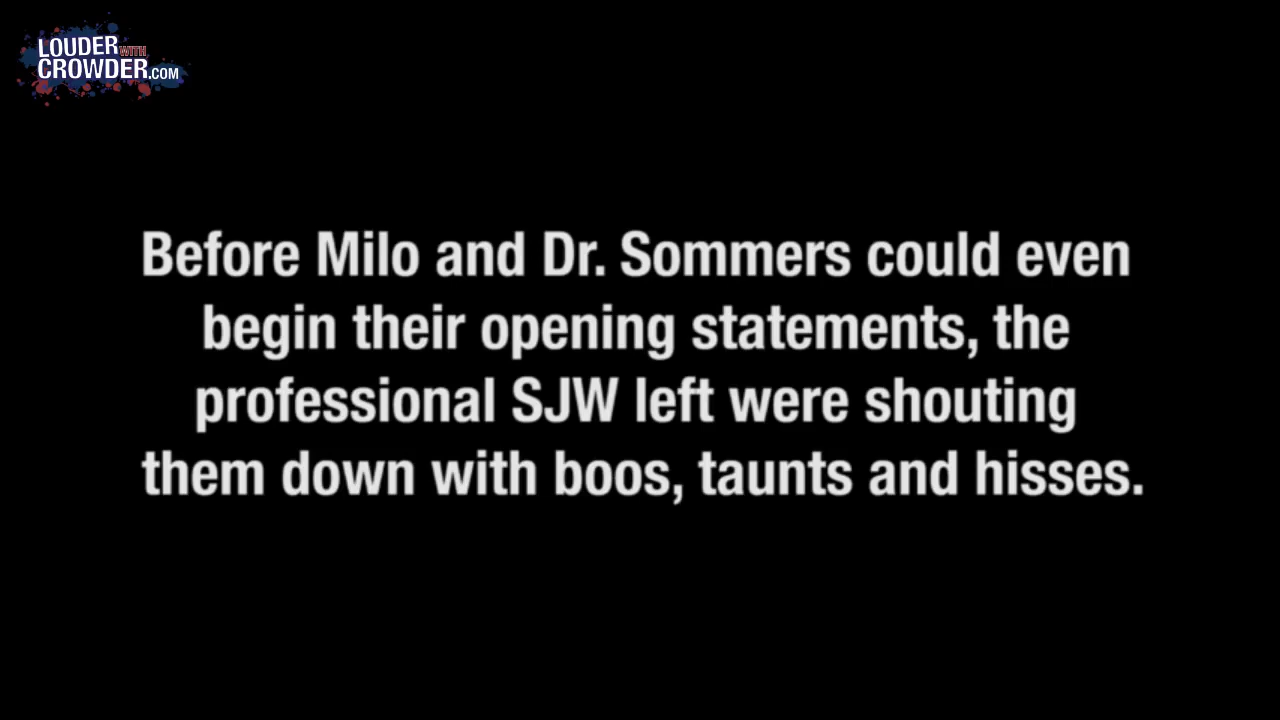 LOUDER WITH
CROWDER.COM
Before Milo and Dr. Sommers could even
begin their opening statements, the
professional SJW left were shouting
them down with boos, taunts and hisses.